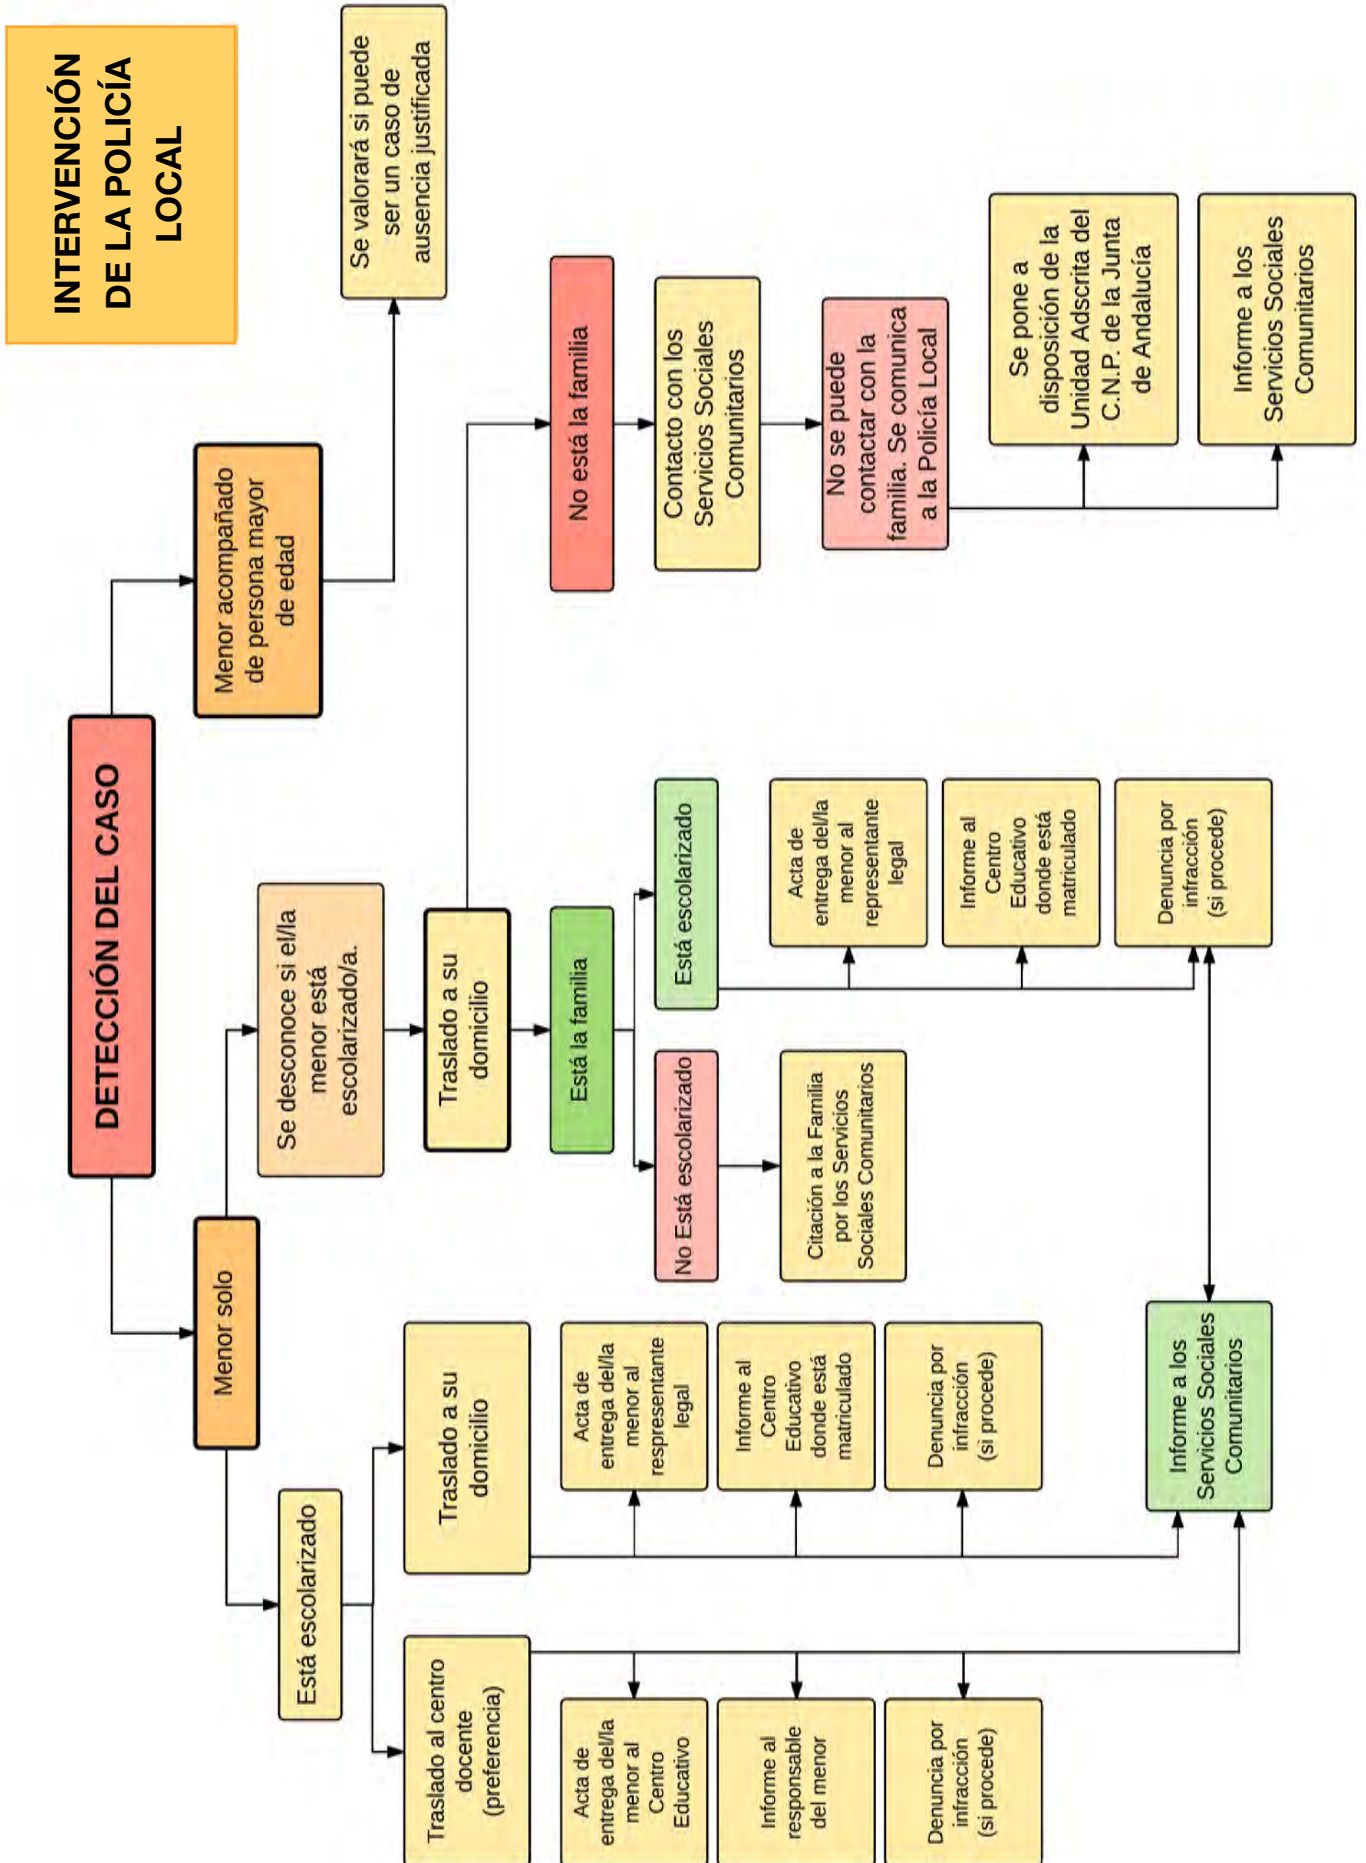 INTERVENCIÓN
DE LA POLICÍA
LOCAL
DETECCIÓN DEL CASO
Menor solo
Menor acompañado
de persona mayor
de edad
Se valorará si puede
ser un caso de
ausencia justificada
Está escolarizado
Se desconoce si el/la
menor está
escolarizado/a.
Traslado al centro
docente
(preferencia)
Traslado a su
domicilio
Traslado a su
domicilio
Está la familia
No está la familia
Acta de
entrega del/la
menor al
Centro
Educativo
Informe al
responsable
del menor
Denuncia por
infracción
(si procede)
Acta de
entrega del/la
menor al
respresentante
legal
Informe al
Centro
Educativo
donde está
matriculado
Denuncia por
infracción
(si procede)
No Está escolarizado
Citación a la Familia
por los Servicios
Sociales Comunitarios
Está escolarizado
Acta de
entrega del/la
menor al
representante
legal
Informe al
Centro
Educativo
donde está
matriculado
Denuncia por
infracción
(si procede)
Contacto con los
Servicios Sociales
Comunitarios
No se puede
contactar con la
familia. Se comunica
a la Policía Local
Se pone a
disposición de la
Unidad Adscrita del
C.N.P. de la Junta
de Andalucía
Informe a los
Servicios Sociales
Comunitarios
Informe a los
Servicios Sociales
Comunitarios